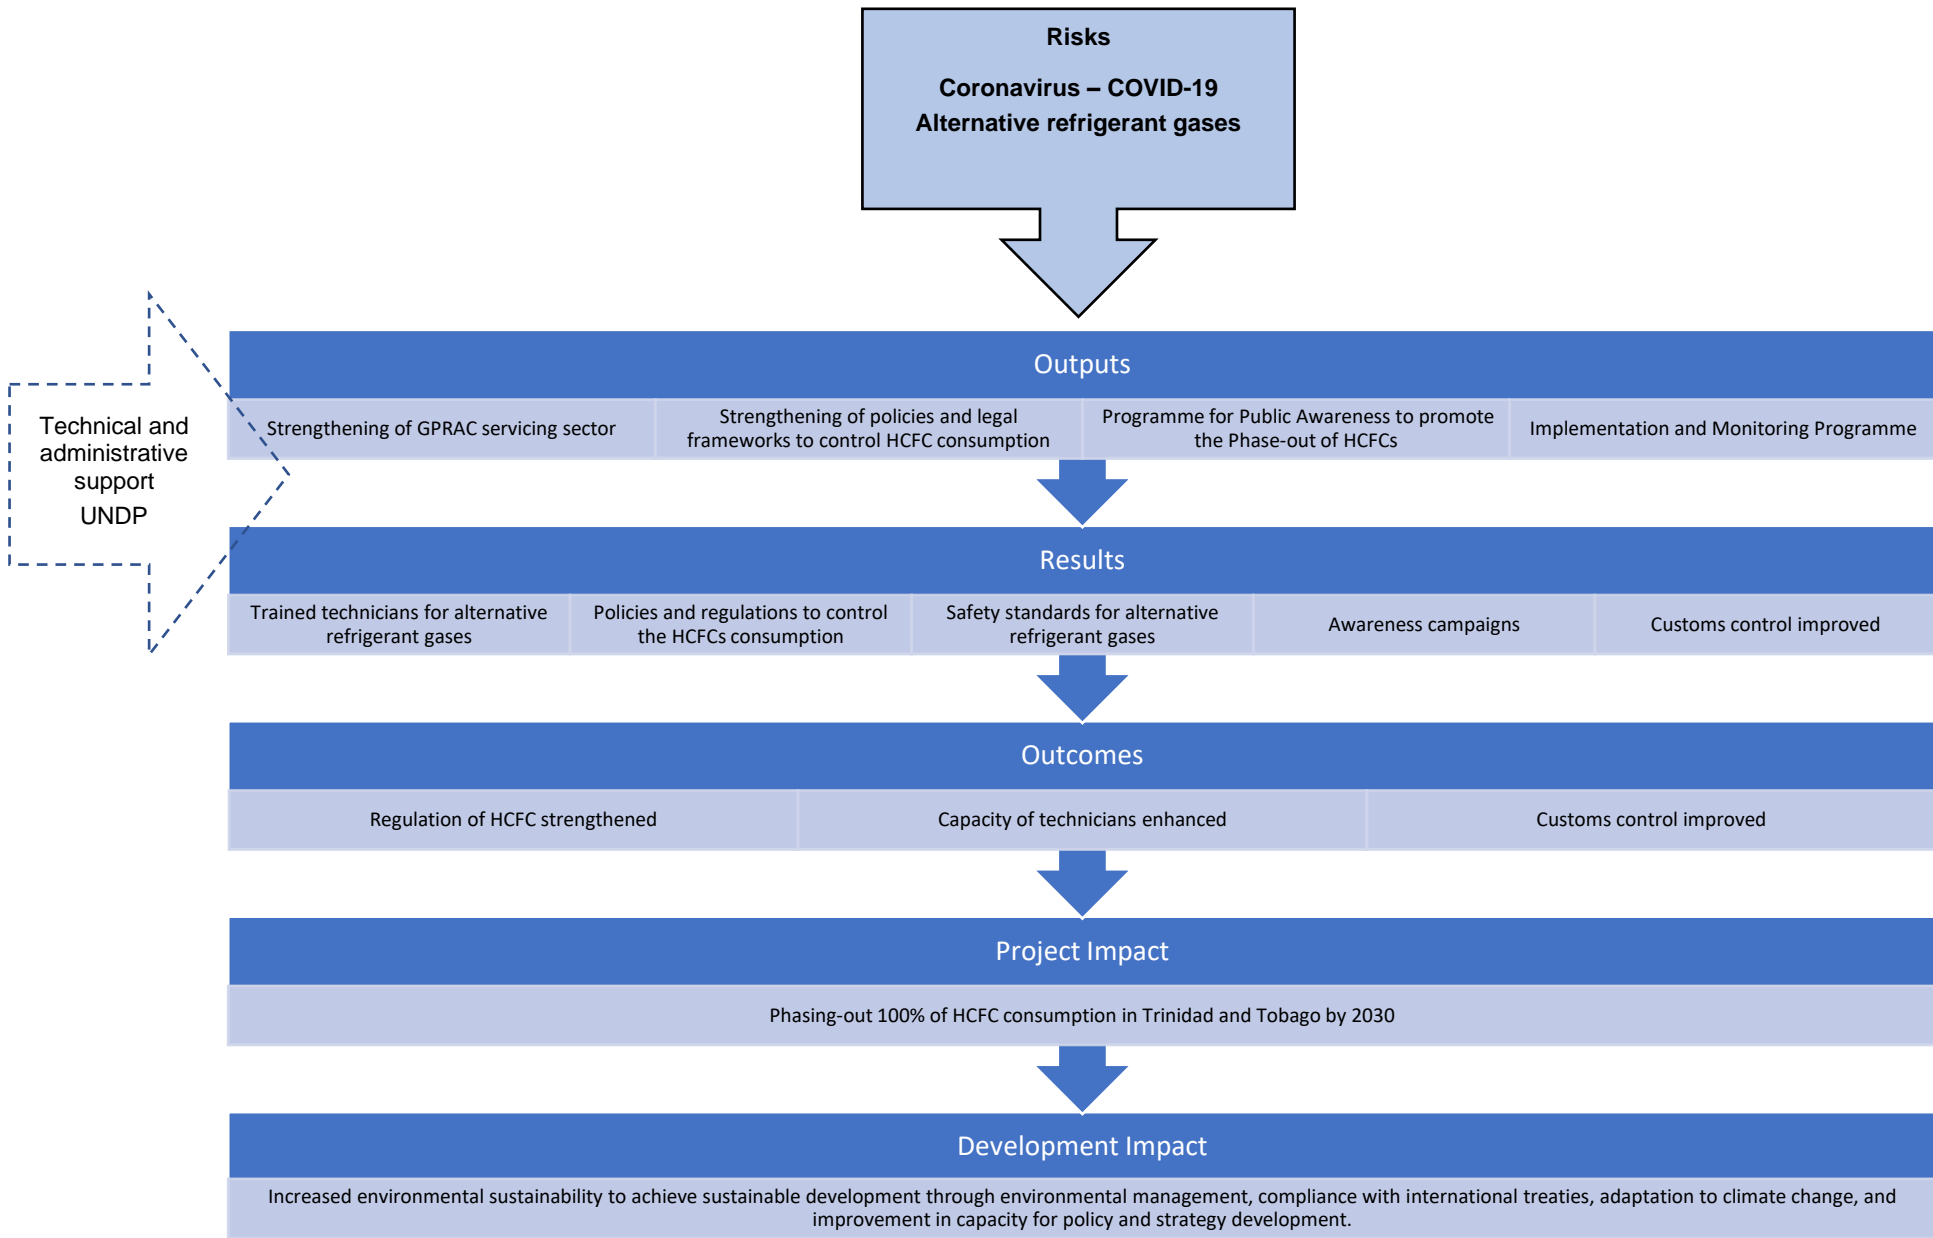 Risks
Coronavirus – COVID-19
Alternative refrigerant gases
Technical and
administrative
support
UNDP
Outputs
Strengthening of GPRAC servicing sector
Strengthening of policies and legal
frameworks to control HCFC consumption
Programme for Public Awareness to promote
the Phase-out of HCFCs
Implementation and Monitoring Programme
Results
Trained technicians for alternative
refrigerant gases
Policies and regulations to control
the HCFCs consumption
Safety standards for alternative
refrigerant gases
Awareness campaigns
Customs control improved
Outcomes
Regulation of HCFC strengthened
Capacity of technicians enhanced
Customs control improved
Project Impact
Phasing-out 100% of HCFC consumption in Trinidad and Tobago by 2030
Development Impact
Increased environmental sustainability to achieve sustainable development through environmental management, compliance with international treaties, adaptation to climate change, and
improvement in capacity for policy and strategy development.